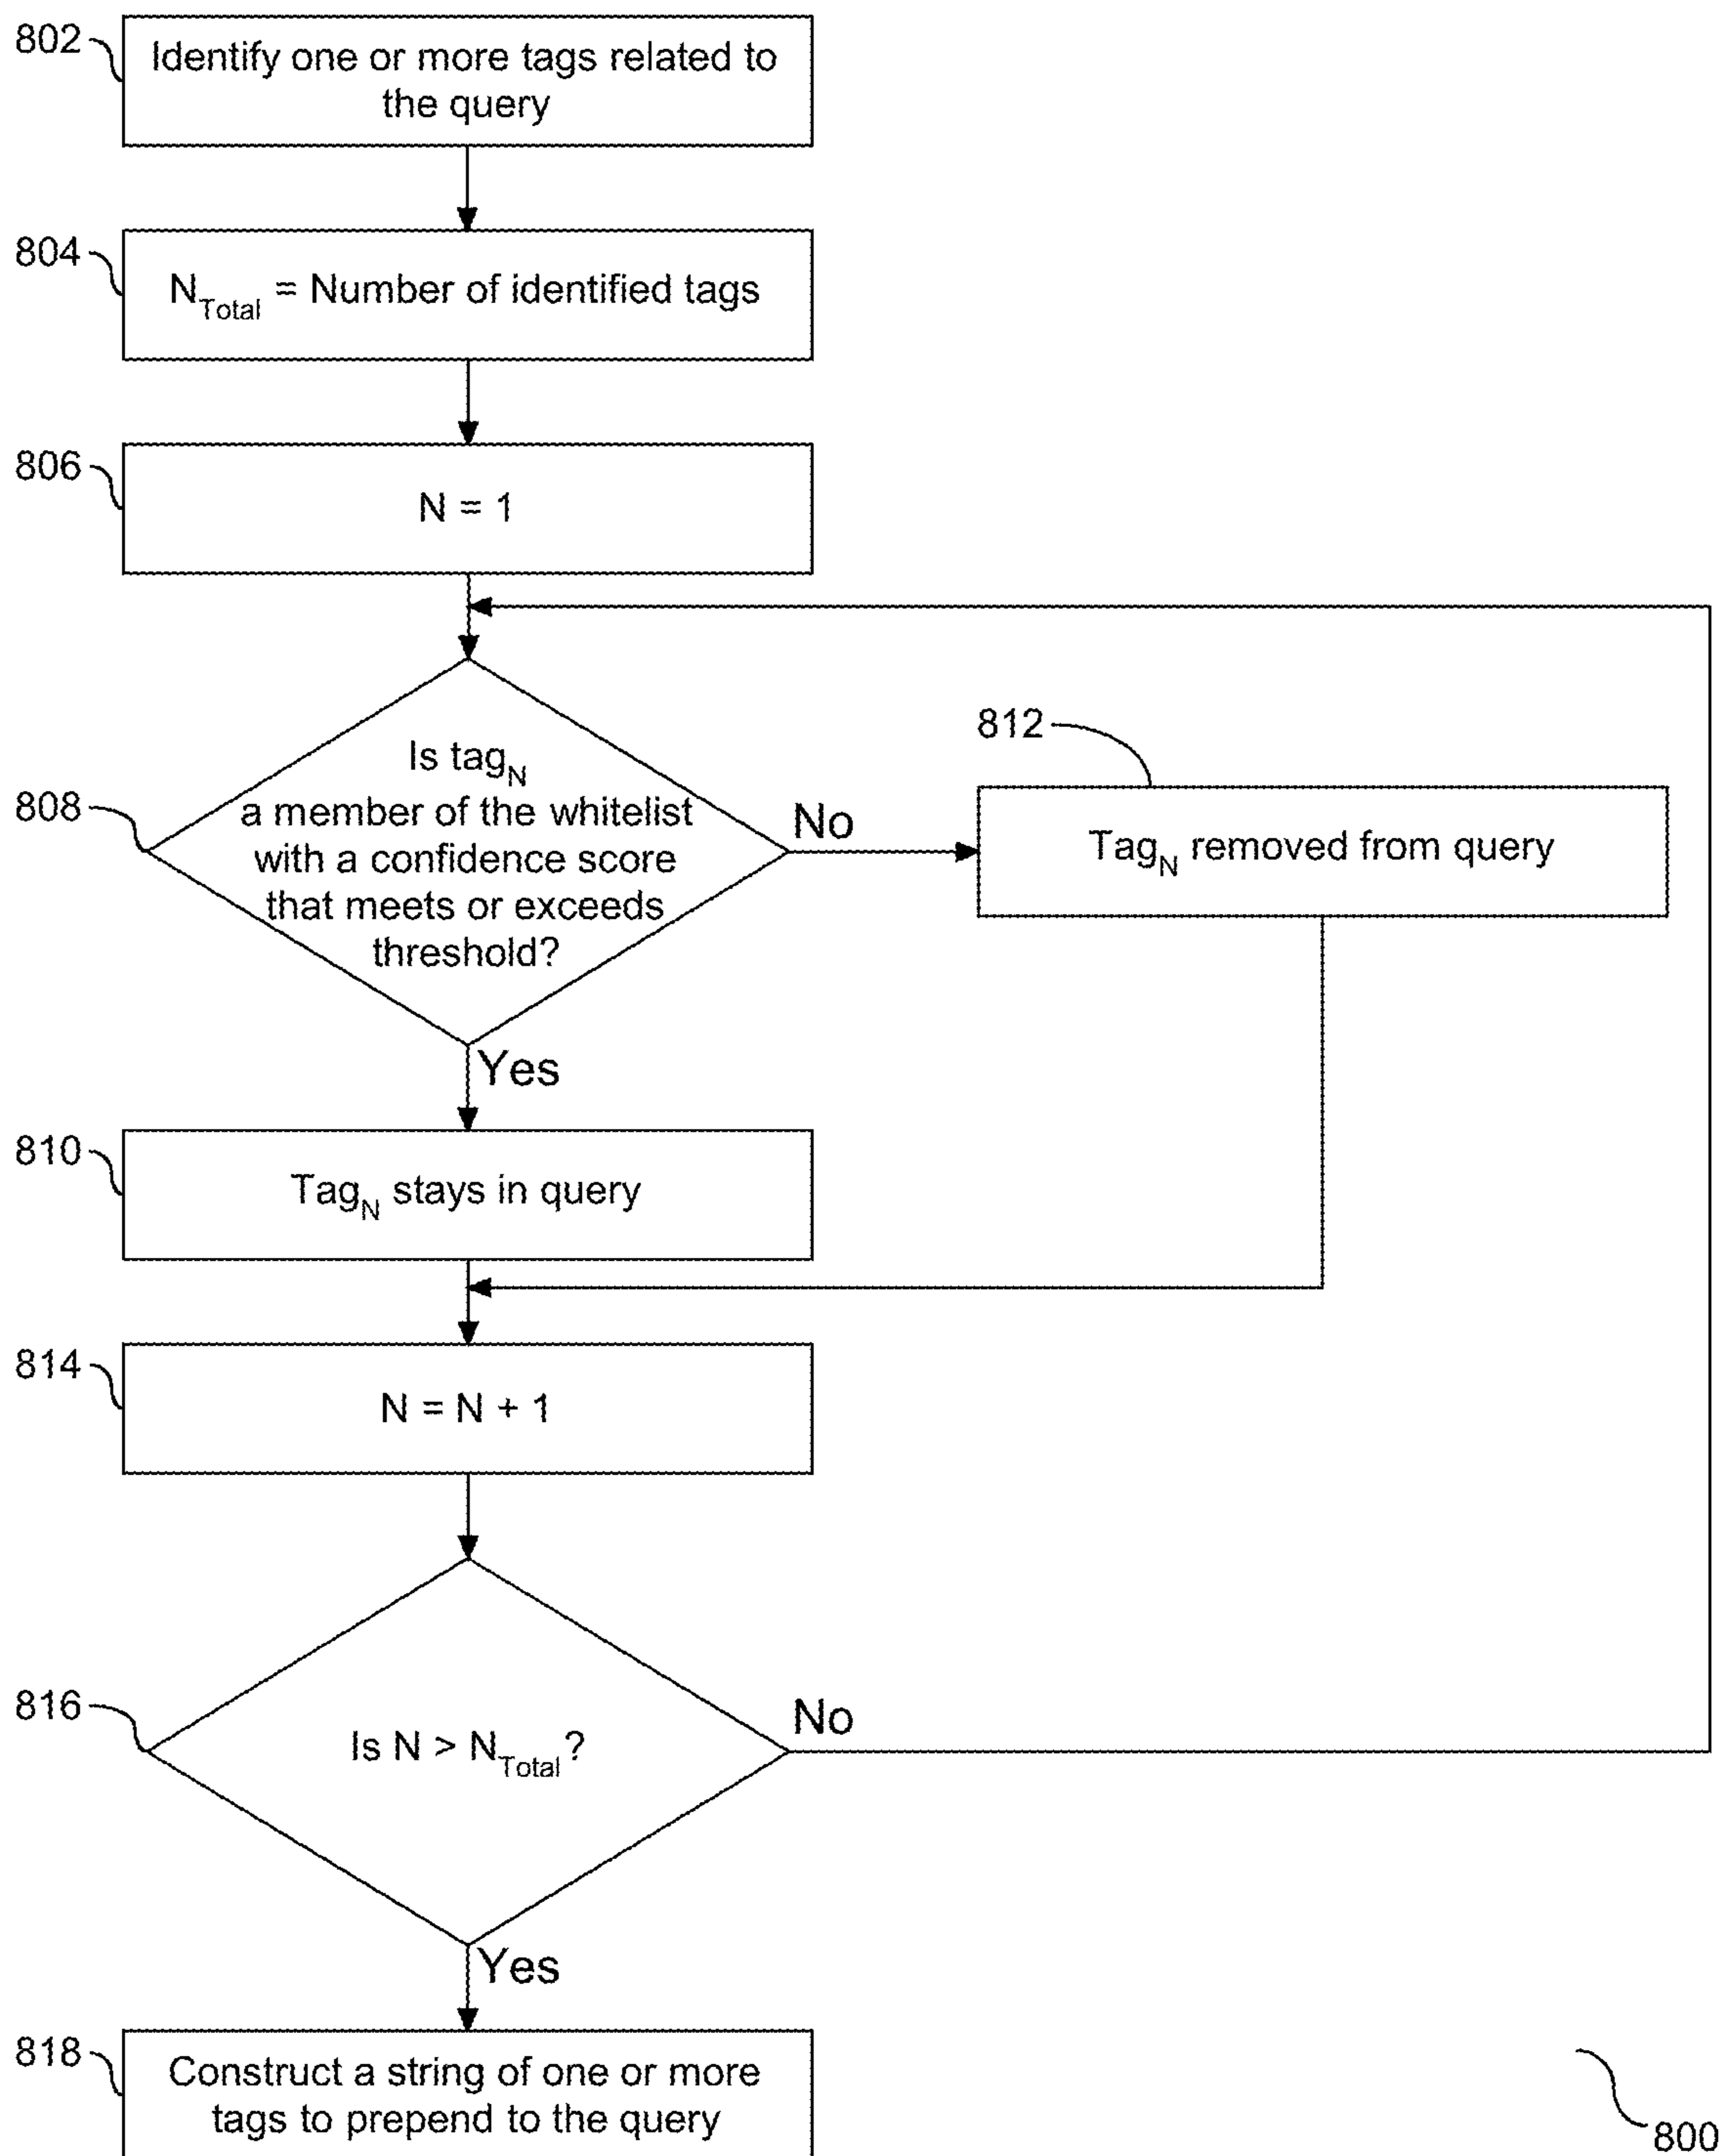 802
Identify one or more tags related to
the query
804
N_Total = Number of identified tags
806
N = 1
808
Is tag_N
a member of the whitelist
with a confidence score
that meets or exceeds
threshold?
No
812
Tag_N removed from query
Yes
810
Tag_N stays in query
814
N = N + 1
816
Is N > N_Total?
No
Yes
818
Construct a string of one or more
tags to prepend to the query
800